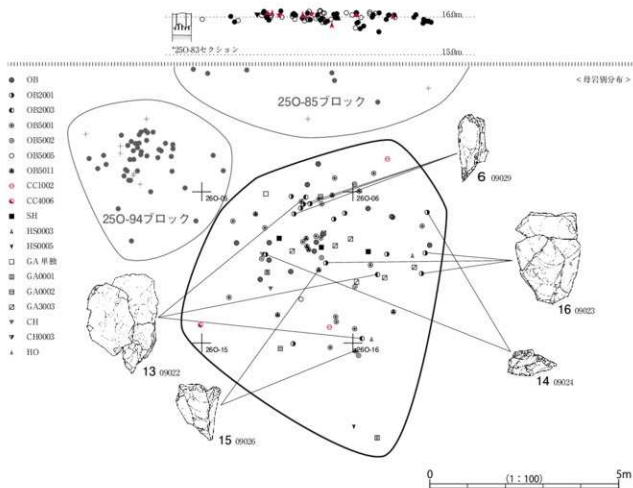 16.0m
15.0m
*25O-83セクション
<母岩別分布>
OB
OB2001
OB2003
OB5001
OB5002
OB5005
OB5011
CC1002
CC4006
SH
HS0003
HS0005
GA 単独
GA0001
GA0002
GA3003
CH
CH0003
HO
25O-85ブロック
25O-94ブロック
26O-05
26O-06
26O-15
26O-16
6 09029
16 09023
14 09024
13 09022
15 09026
0
5m
(1:100)